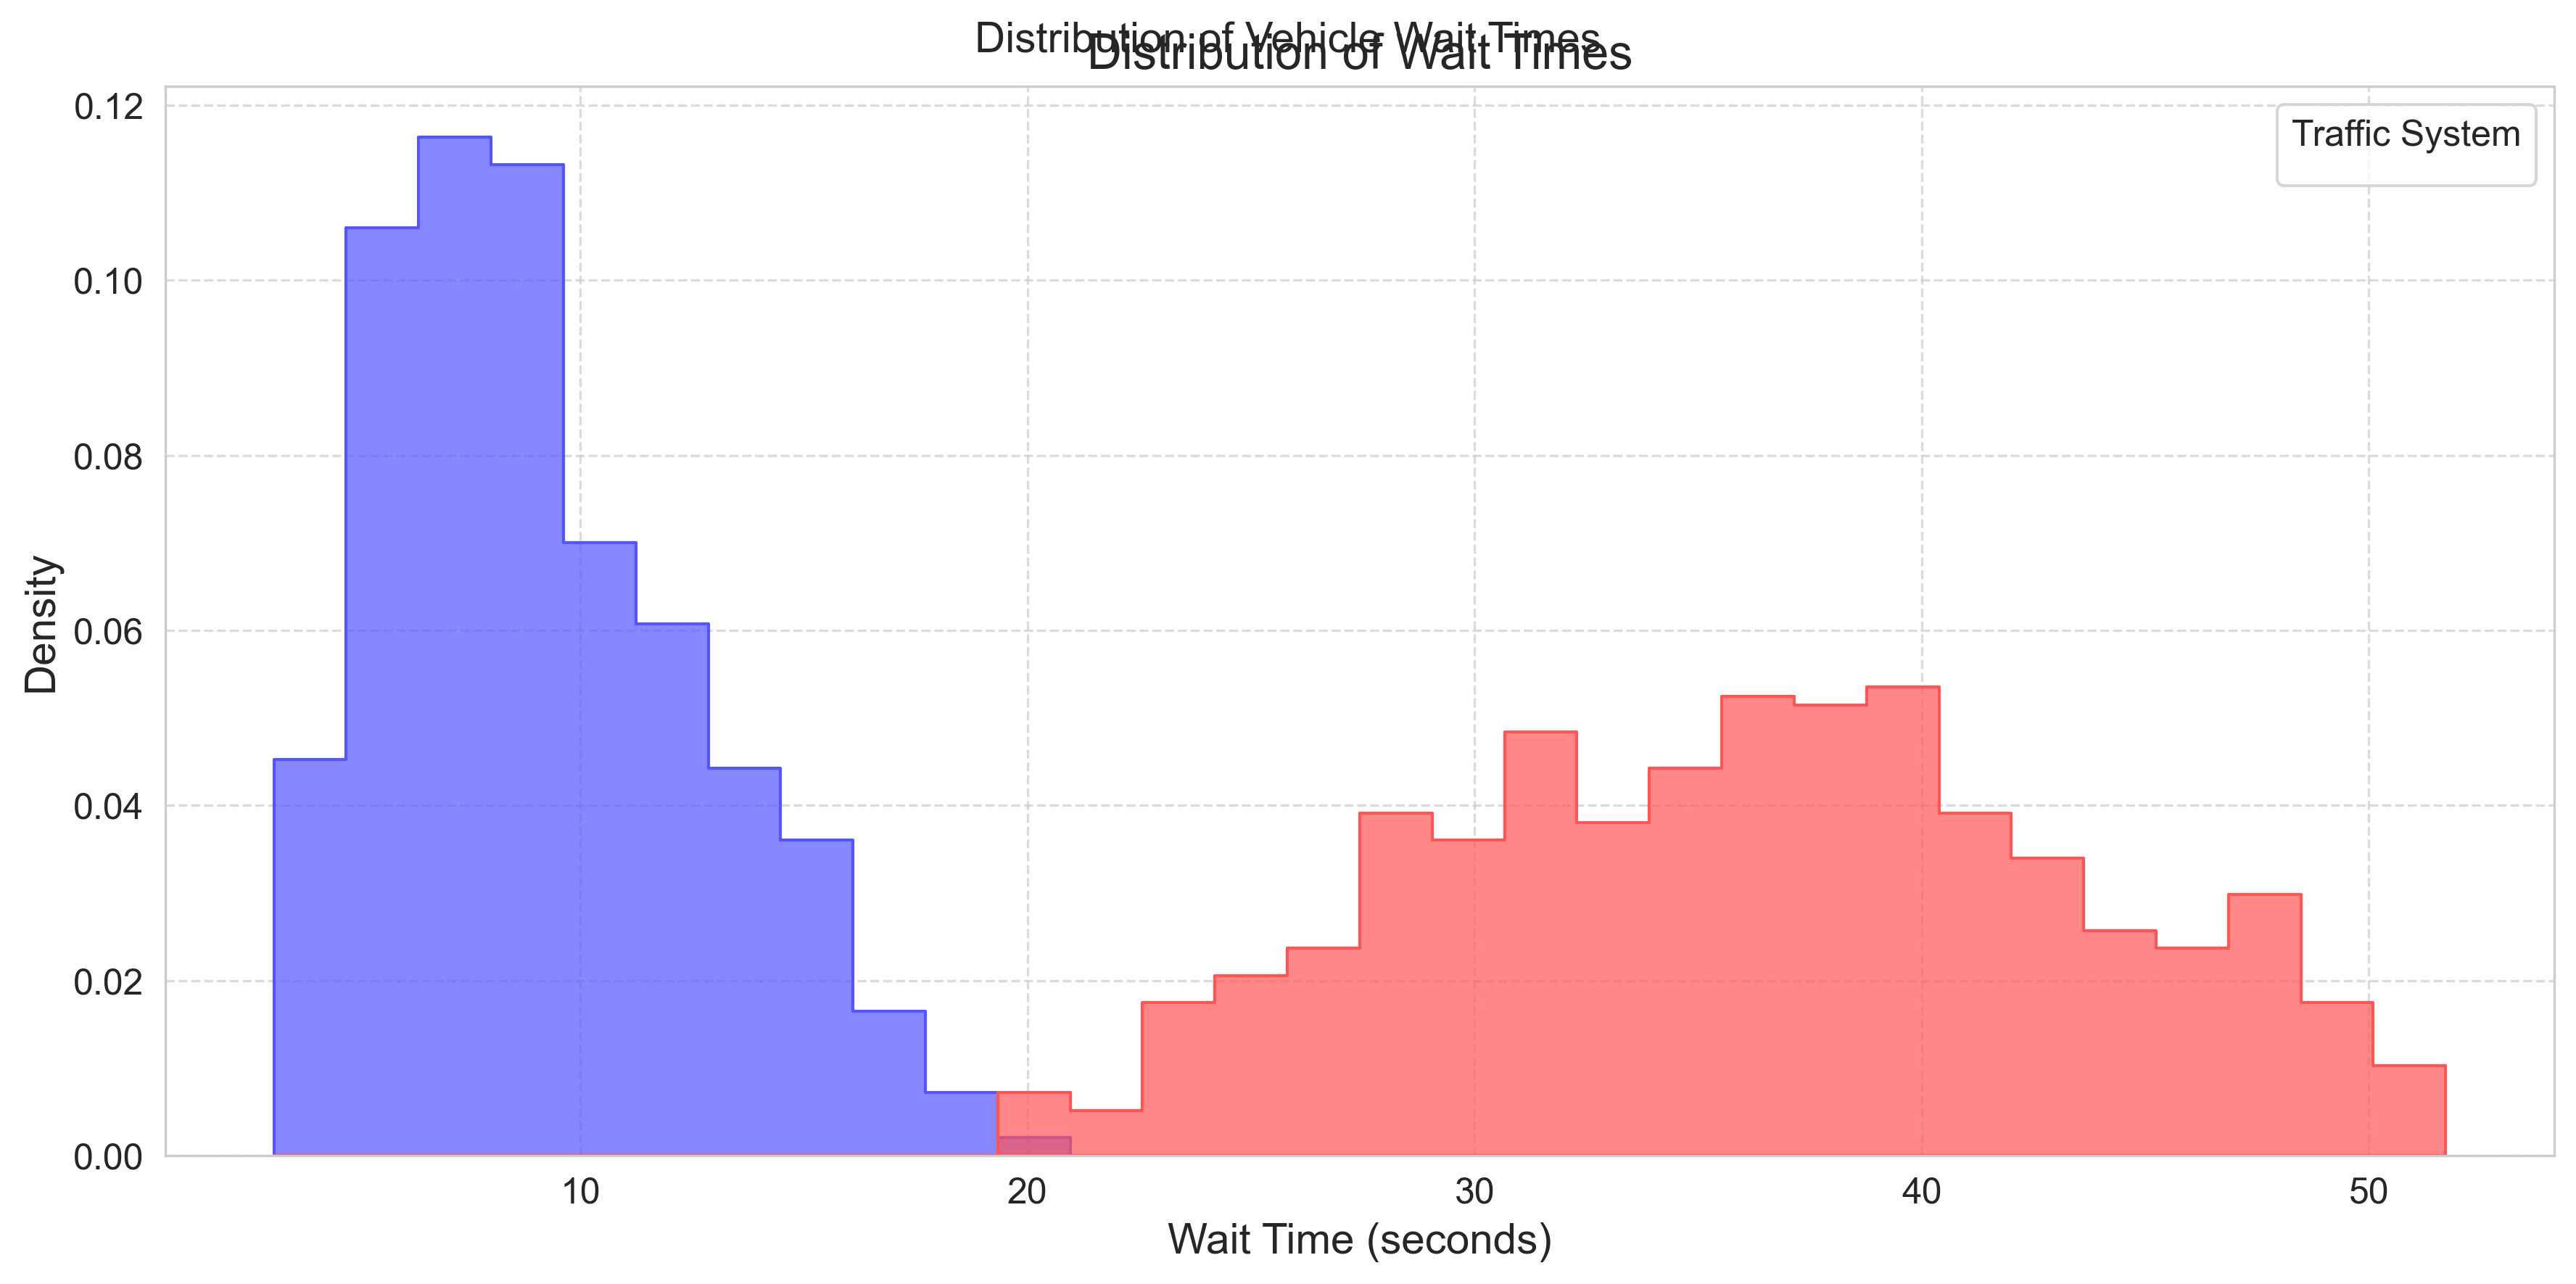 Distribution of Vehicle Wait Times
Distribution of Wait Times
Traffic System
Density
0.12
0.10
0.08
0.06
0.04
0.02
0.00
10 20 30 40 50
Wait Time (seconds)